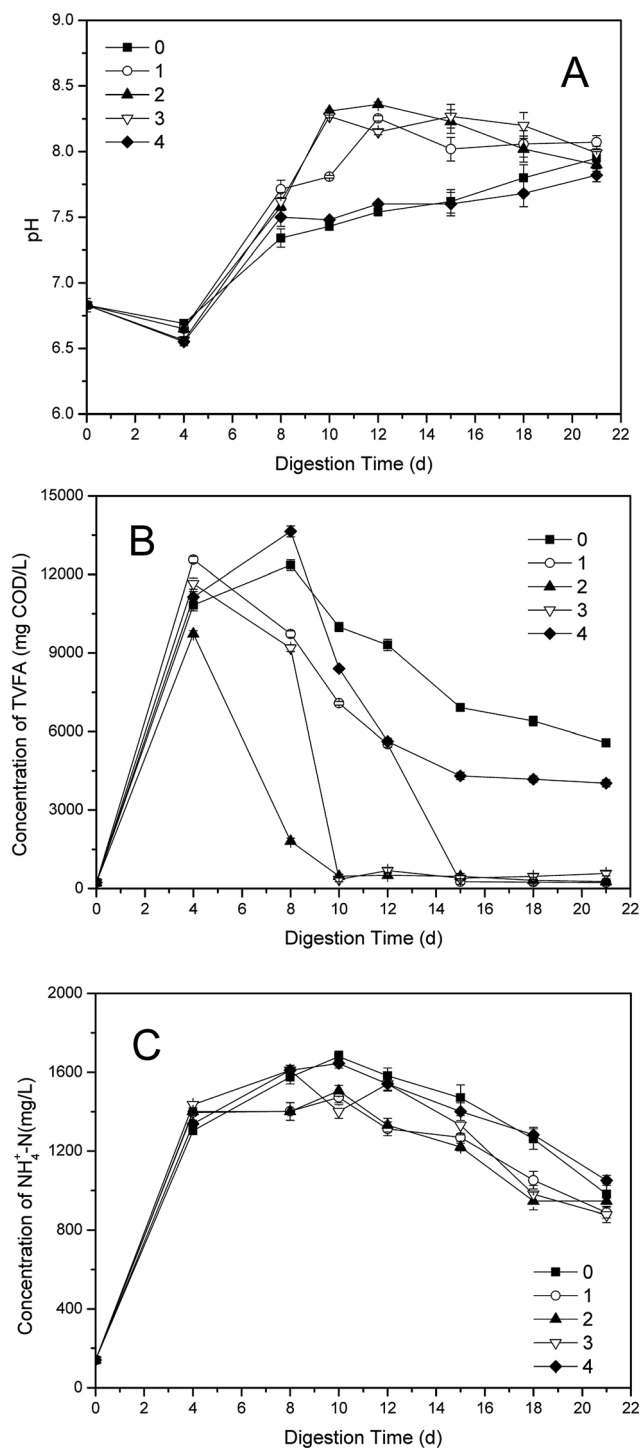 A
0
1
2
3
4
pH
9.0
8.5
8.0
7.5
7.0
6.5
6.0
0 2 4 6 8 10 12 14 16 18 20 22
Digestion Time (d)
B
0
1
2
3
4
Concentration of TVFA (mg COD/L)
15000
12000
9000
6000
3000
0
0 2 4 6 8 10 12 14 16 18 20 22
Digestion Time (d)
C
Concentration of NH₄⁺-N(mg/L)
2000
1600
1200
800
400
0
0
1
2
3
4
0 2 4 6 8 10 12 14 16 18 20 22
Digestion Time (d)